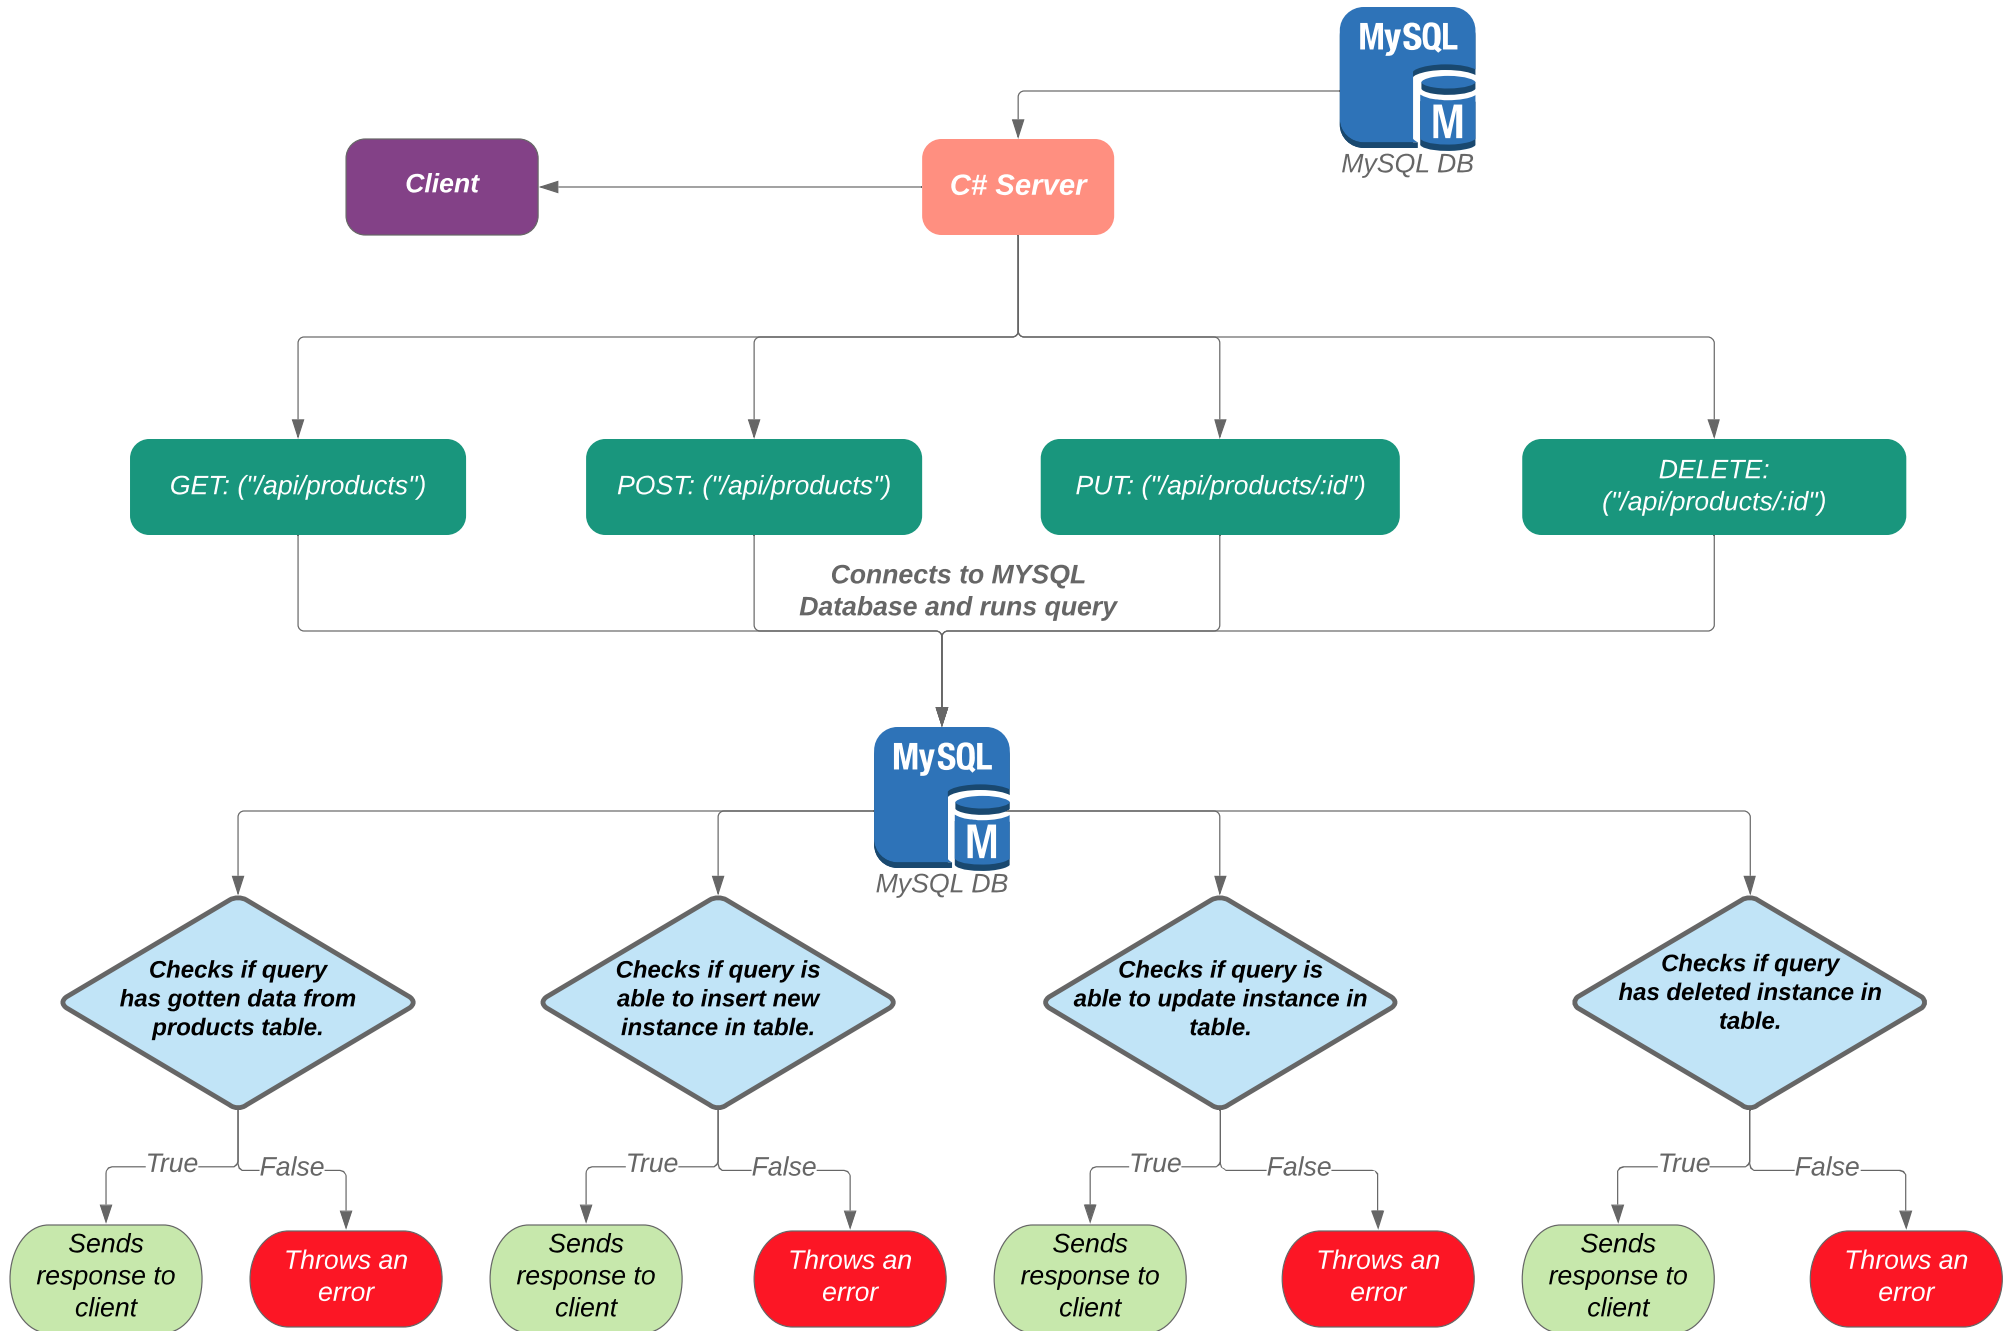 MySQL
M
MySQL DB
Client
C# Server
GET: ("/api/products")
POST: ("/api/products")
PUT: ("/api/products/:id")
DELETE:
("/api/products/:id")
Connects to MYSQL
Database and runs query
MySQL
M
MySQL DB
Checks if query
has gotten data from
products table.
Checks if query is
able to insert new
instance in table.
Checks if query is
able to update instance in
table.
Checks if query
has deleted instance in
table.
True
False
True
False
True
False
True
False
Sends
response to
client
Throws an
error
Sends
response to
client
Throws an
error
Sends
response to
client
Throws an
error
Sends
response to
client
Throws an
error